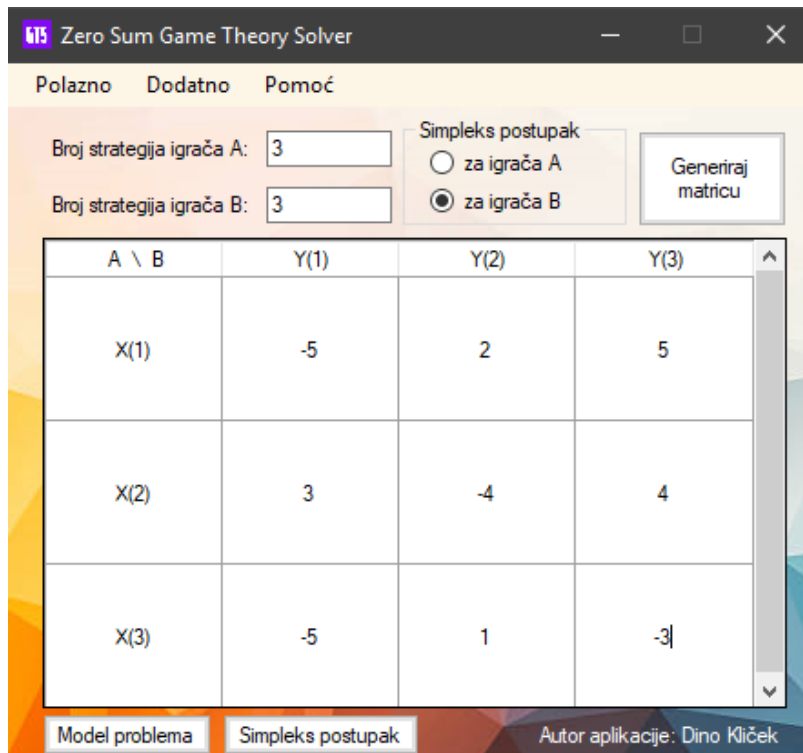 GTS Zero Sum Game Theory Solver
Polazno Dodatno Pomoć
Broj strategija igrača A: 3
Broj strategija igrača B: 3
Simpleks postupak
za igrača A
za igrača B
Generiraj
matricu
A \ B Y(1) Y(2) Y(3)
X(1) -5 2 5
X(2) 3 -4 4
X(3) -5 1 -3
Model problema Simpleks postupak Autor aplikacije: Dino Kliček